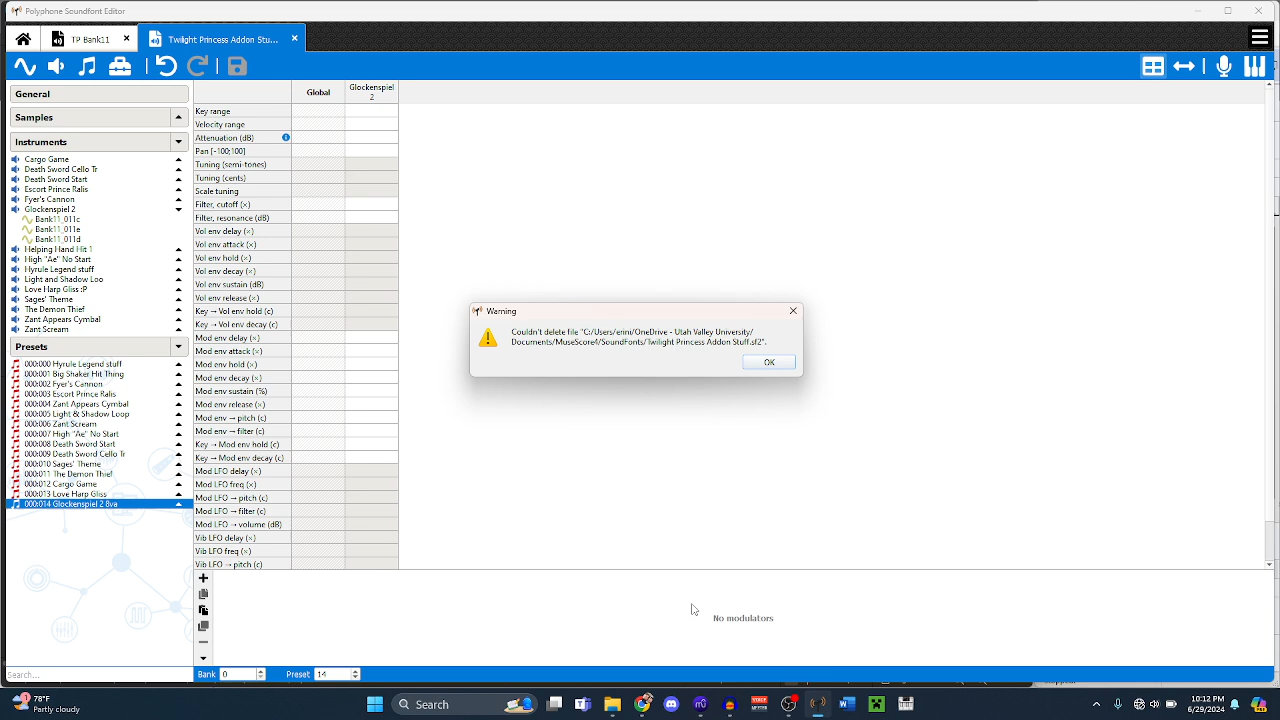 Polyphone Soundfont Editor
TP Bank11
Twilight Princess Addon Stu...
General
Samples
Instruments
Cargo Game
Death Sword Cello Tr
Death Sword Start
Escort Prince Ralis
Fyer's Cannon
Glockenspiel 2
Bank11_011c
Bank11_011e
Bank11_011d
Helping Hand Hit 1
High "Ae" No Start
Hyrule Legend stuff
Light and Shadow Loo
Love Harp Gliss :P
Sages' Theme
The Demon Thief
Zant Appears Cymbal
Zant Scream
Presets
000:000 Hyrule Legend stuff
000:001 Big Shaker Hit Thing
000:002 Fyer's Cannon
000:003 Escort Prince Ralis
000:004 Zant Appears Cymbal
000:005 Light & Shadow Loop
000:006 Zant Scream
000:007 High "Ae" No Start
000:008 Death Sword Start
000:009 Death Sword Cello Tr
000:010 Sages' Theme
000:011 The Demon Thief
000:012 Cargo Game
000:013 Love Harp Gliss
000:014 Glockenspiel 2 8va
Search...
Global
Glockenspiel
2
Key range
Velocity range
Attenuation (dB)
Pan [-100;100]
Tuning (semi-tones)
Tuning (cents)
Scale tuning
Filter, cutoff (×)
Filter, resonance (dB)
Vol env delay (×)
Vol env attack (×)
Vol env hold (×)
Vol env decay (×)
Vol env sustain (dB)
Vol env release (×)
Key → Vol env hold (c)
Key → Vol env decay (c)
Mod env delay (×)
Mod env attack (×)
Mod env hold (×)
Mod env decay (×)
Mod env sustain (%)
Mod env release (×)
Mod env → pitch (c)
Mod env → filter (c)
Key → Mod env hold (c)
Key → Mod env decay (c)
Mod LFO delay (×)
Mod LFO freq (×)
Mod LFO → pitch (c)
Mod LFO → filter (c)
Mod LFO → volume (dB)
Vib LFO delay (×)
Vib LFO freq (×)
Vib LFO → pitch (c)
Warning
Couldn't delete file "C:/Users/erini/OneDrive - Utah Valley University/
Documents/MuseScore4/SoundFonts/Twilight Princess Addon Stuff.sf2".
OK
No modulators
Bank 0
Preset 14
78°F
Partly cloudy
Search
10:12 PM
6/29/2024